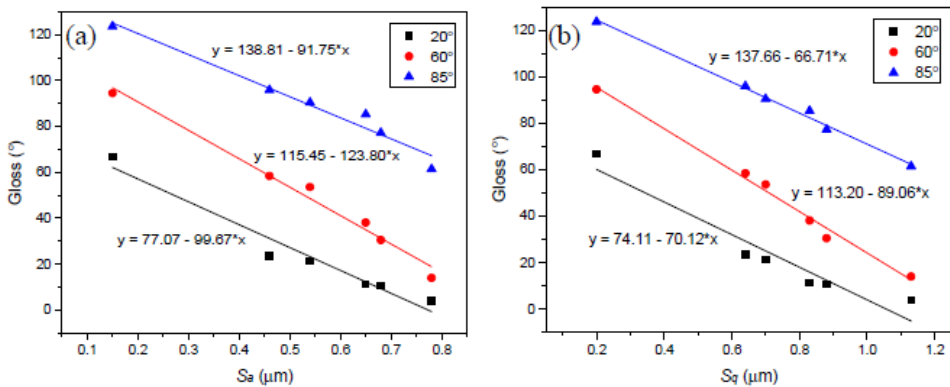 (a)
20°
60°
85°
y = 138.81 - 91.75*x
y = 115.45 - 123.80*x
y = 77.07 - 99.67*x
Gloss (°)
120
100
80
60
40
20
0
0.1 0.2 0.3 0.4 0.5 0.6 0.7 0.8
Sa (μm)
(b)
20°
60°
85°
y = 137.66 - 66.71*x
y = 113.20 - 89.06*x
y = 74.11 - 70.12*x
Gloss (°)
120
100
80
60
40
20
0
0.2 0.4 0.6 0.8 1.0 1.2
Sq (μm)